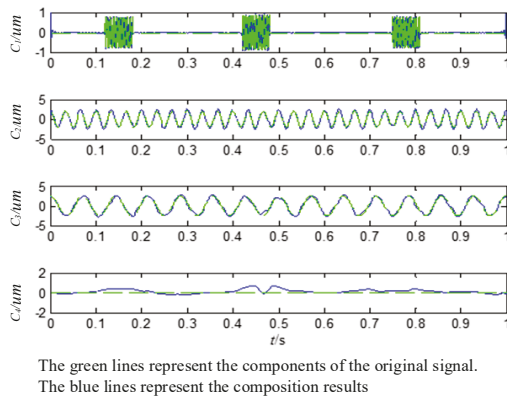 C₁/um
1
0
-1
0 0.1 0.2 0.3 0.4 0.5 0.6 0.7 0.8 0.9 1
C₂/um
5
0
-5
0 0.1 0.2 0.3 0.4 0.5 0.6 0.7 0.8 0.9 1
C₃/um
5
0
-5
0 0.1 0.2 0.3 0.4 0.5 0.6 0.7 0.8 0.9 1
C₄/um
2
0
-2
0 0.1 0.2 0.3 0.4 0.5 0.6 0.7 0.8 0.9 1
t/s
The green lines represent the components of the original signal.
The blue lines represent the composition results